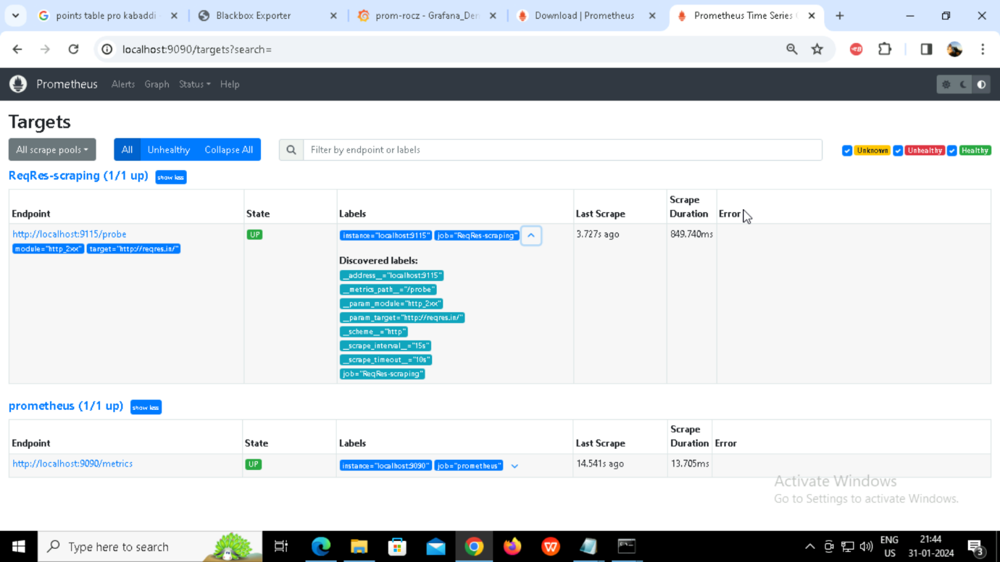 points table pro kabaddi -
Blackbox Exporter
prom-rocz - Grafana_Den
Download | Prometheus
Prometheus Time Series
localhost:9090/targets?search=
Prometheus Alerts Graph Status Help
Targets
All scrape pools
All Unhealthy Collapse All
Filter by endpoint or labels
Unknown Unhealthy Healthy
ReqRes-scraping (1/1 up) show less
Endpoint State Labels Last Scrape Scrape Duration Error
http://localhost:9115/probe UP instance="localhost:9115" job="ReqRes-scraping" 3.727s ago 849.740ms
module="http_2xx" target="http://reqres.in/"
Discovered labels:
__address__="localhost:9115"
__metrics_path__="/probe"
__param_module="http_2xx"
__param_target="http://reqres.in/"
__scheme__="http"
__scrape_interval__="15s"
__scrape_timeout__="10s"
job="ReqRes-scraping"
prometheus (1/1 up) show less
Endpoint State Labels Last Scrape Scrape Duration Error
http://localhost:9090/metrics UP instance="localhost:9090" job="prometheus" 14.541s ago 13.705ms
Activate Windows
Go to Settings to activate Windows.
Type here to search
ENG
US
21:44
31-01-2024
3